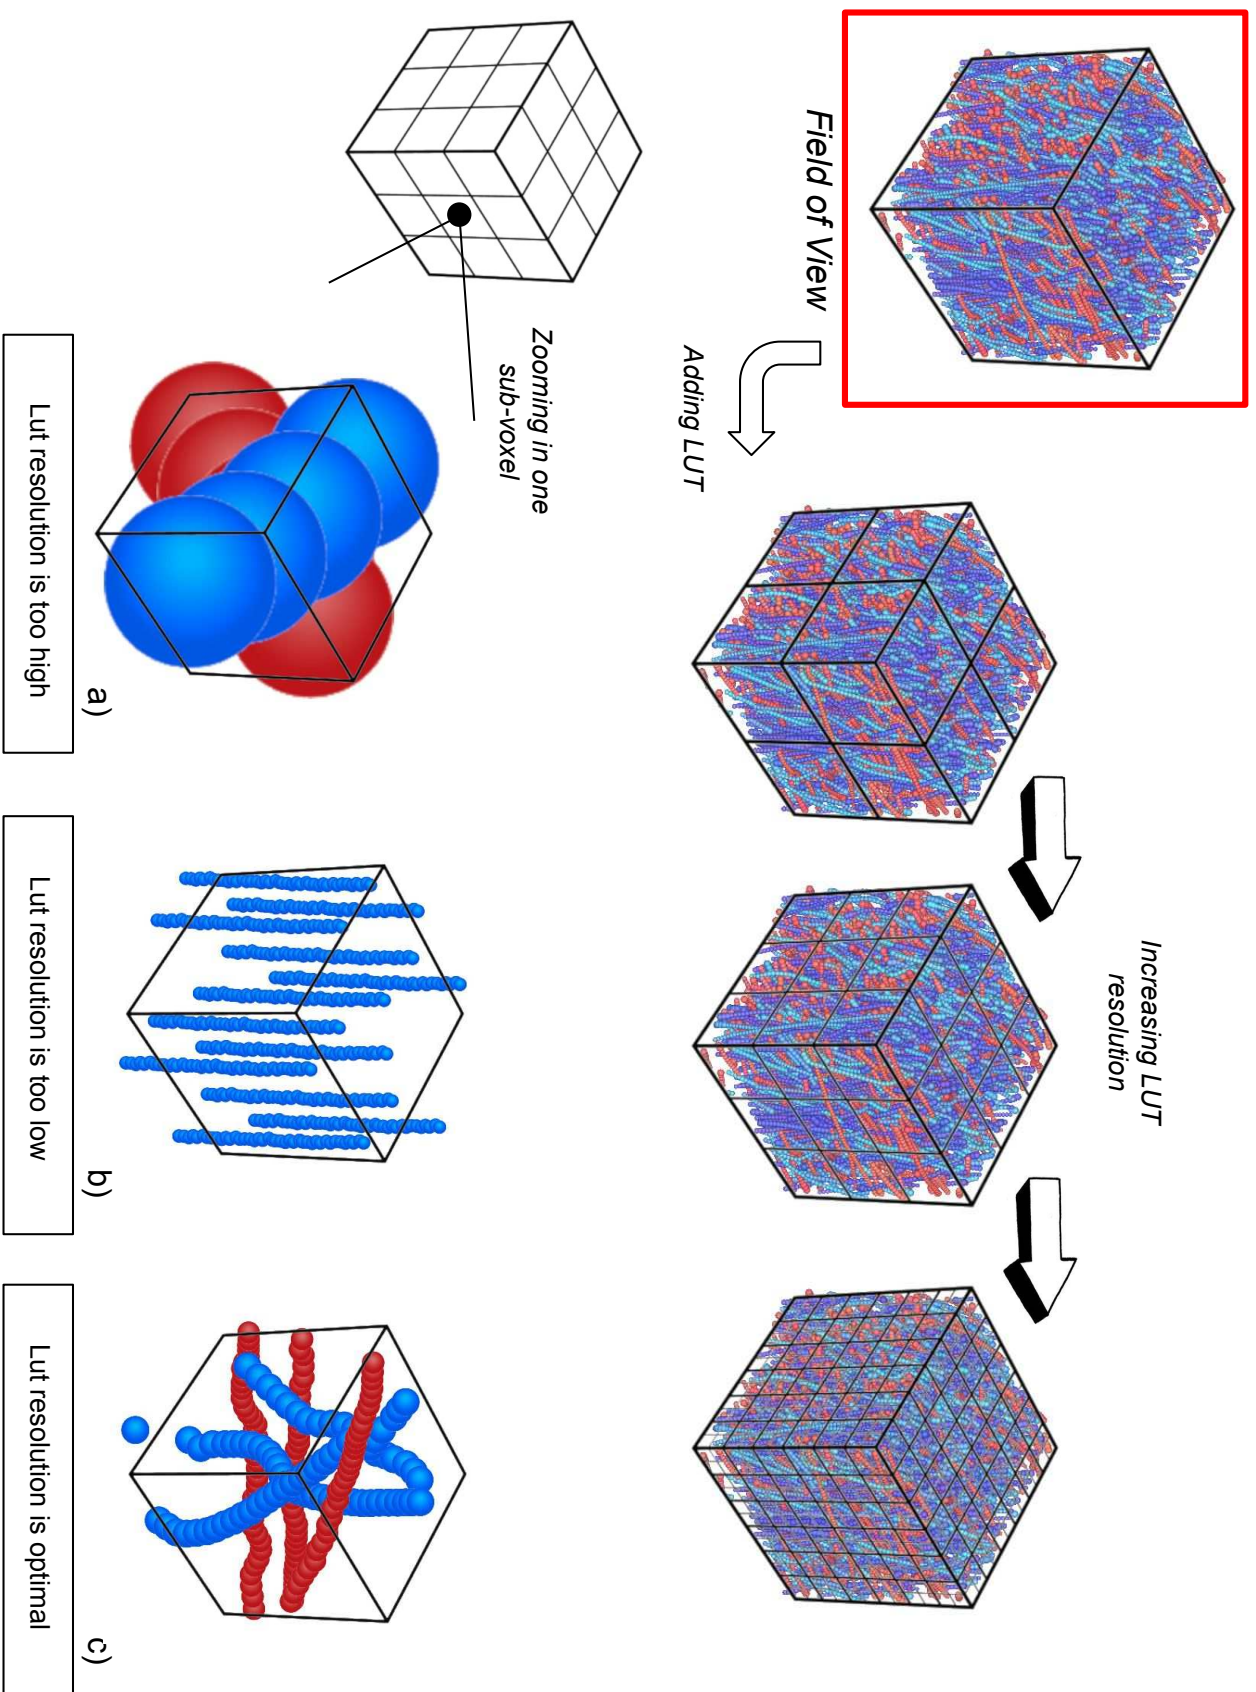 Field of View
Adding LUT
Increasing LUT
resolution
Zooming in one
sub-voxel
a)
b)
c)
Lut resolution is too high
Lut resolution is too low
Lut resolution is optimal